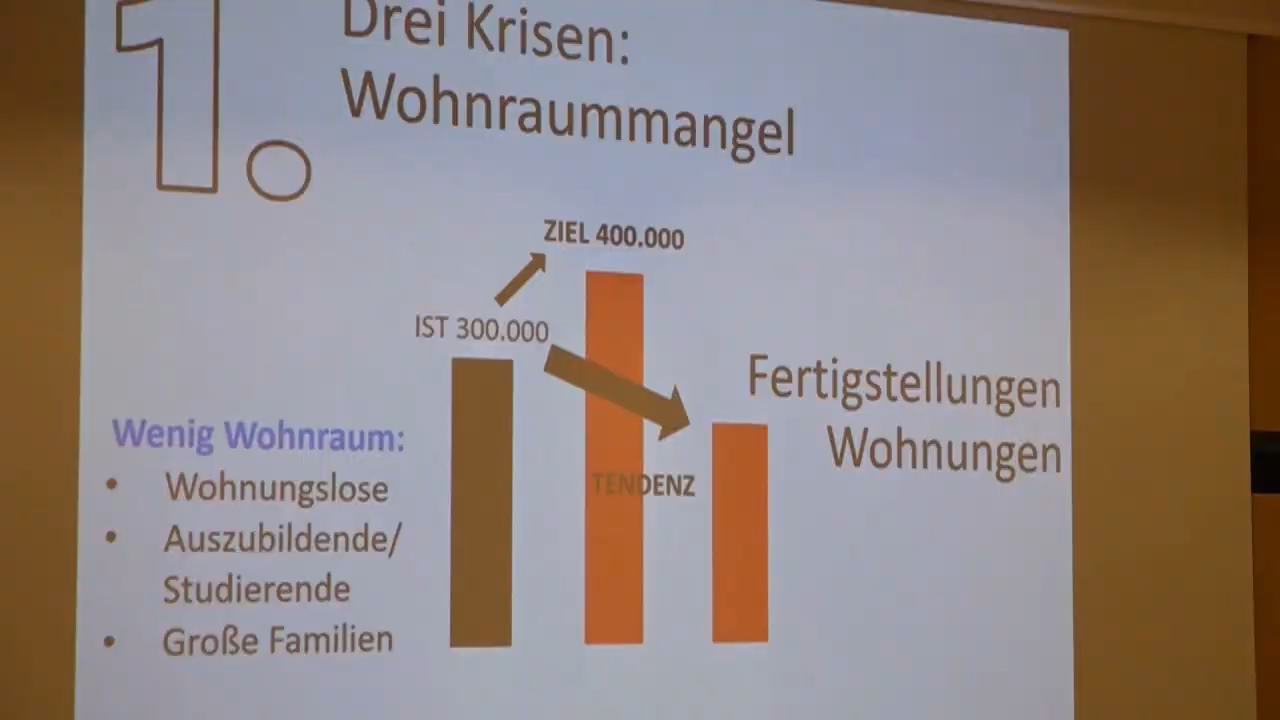 1.
Drei Krisen:
Wohnraummangel
ZIEL 400.000
IST 300.000
Fertigstellungen
Wohnungen
TENDENZ
Wenig Wohnraum:
• Wohnungslose
• Auszubildende/
Studierende
• Große Familien